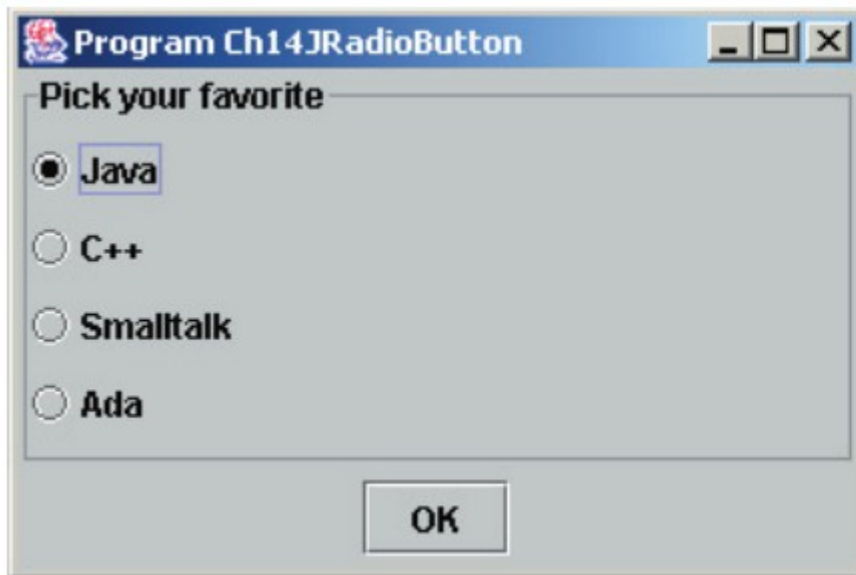 Program Ch14JRadioButton
Pick your favorite
Java
C++
Smalltalk
Ada
OK